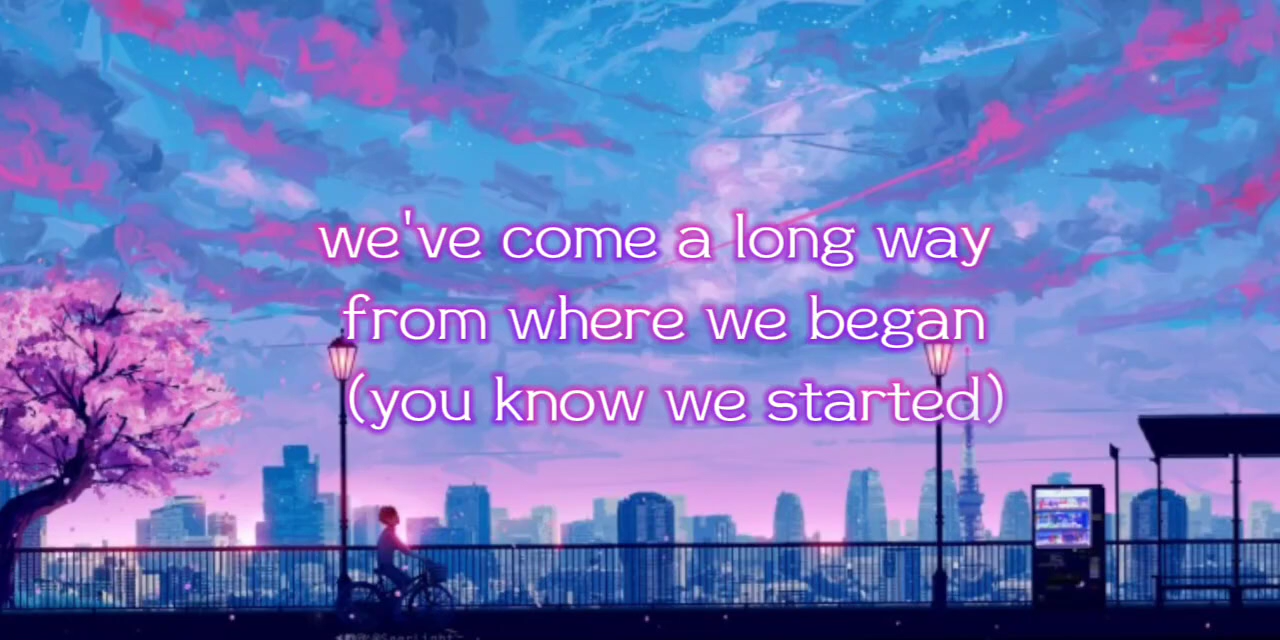 we've come a long way
from where we began
(you know we started)